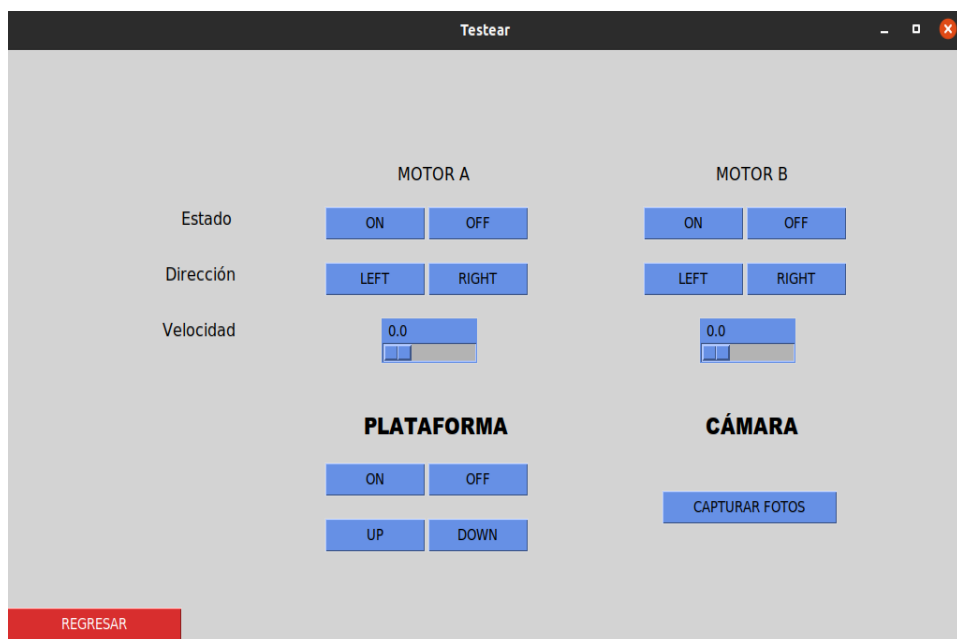 Testear
MOTOR A MOTOR B
Estado ON OFF ON OFF
Dirección LEFT RIGHT LEFT RIGHT
Velocidad 0.0 0.0
PLATAFORMA CÁMARA
ON OFF
CAPTURAR FOTOS
UP DOWN
REGRESAR